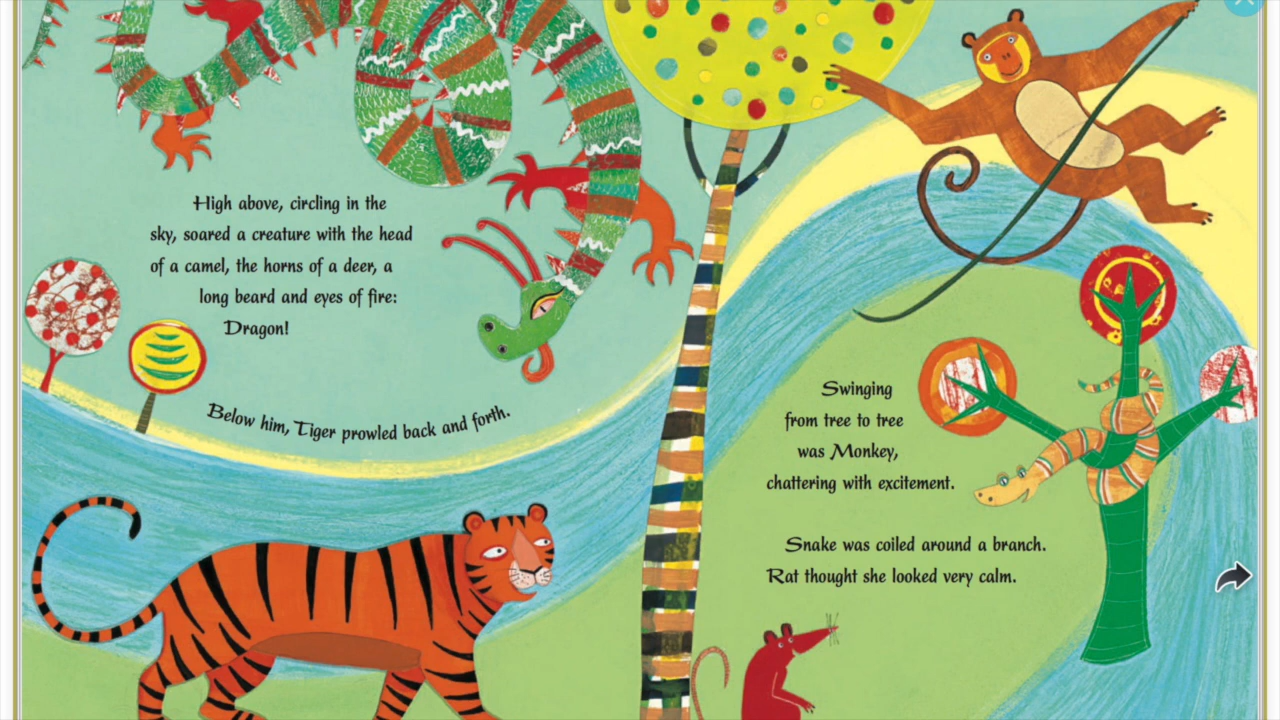 High above, circling in the
sky, soared a creature with the head
of a camel, the horns of a deer, a
long beard and eyes of fire:
Dragon!
Below him, Tiger prowled back and forth.
Swinging
from tree to tree
was Monkey,
chattering with excitement.
Snake was coiled around a branch.
Rat thought she looked very calm.